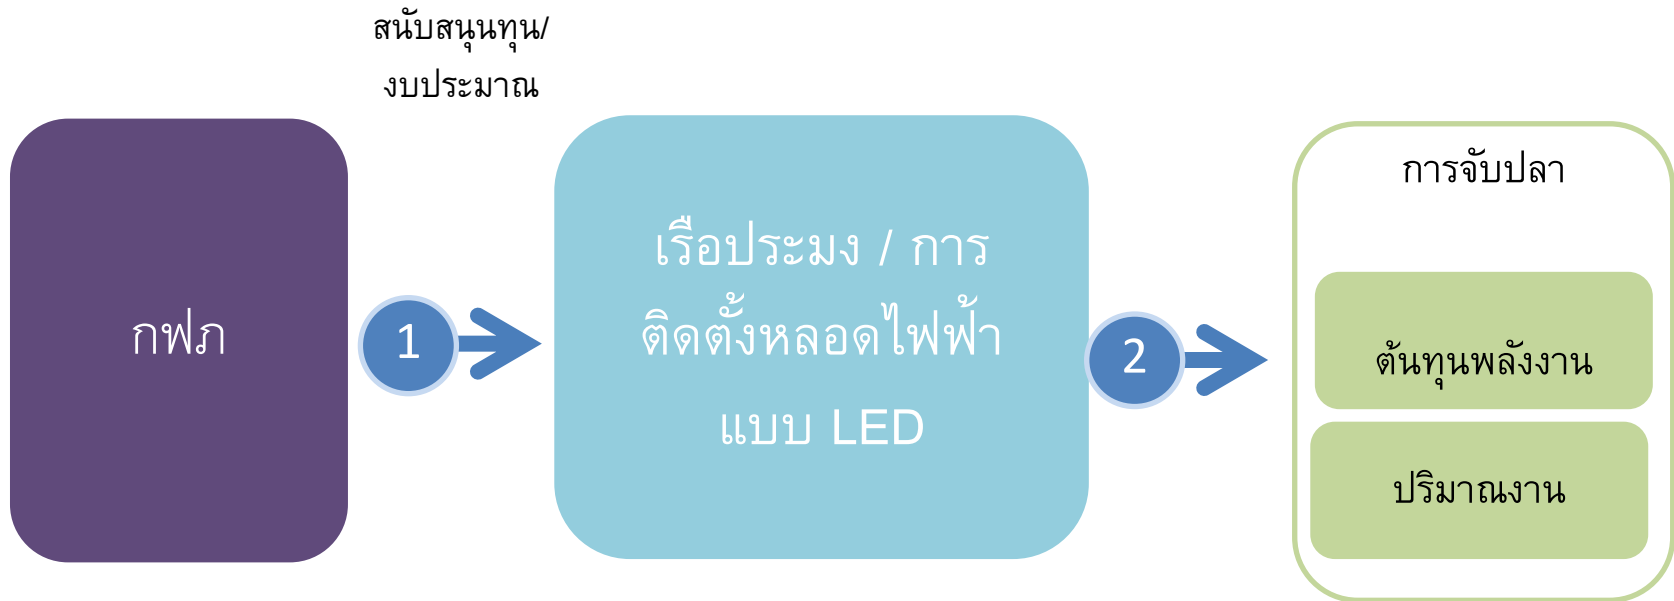 สนับสนุนทุน/
งบประมาณ
กฟภ
1
เรือประมง / การ
ติดตั้งหลอดไฟฟ้า
แบบ LED
2
การจับปลา
ต้นทุนพลังงาน
ปริมาณงาน